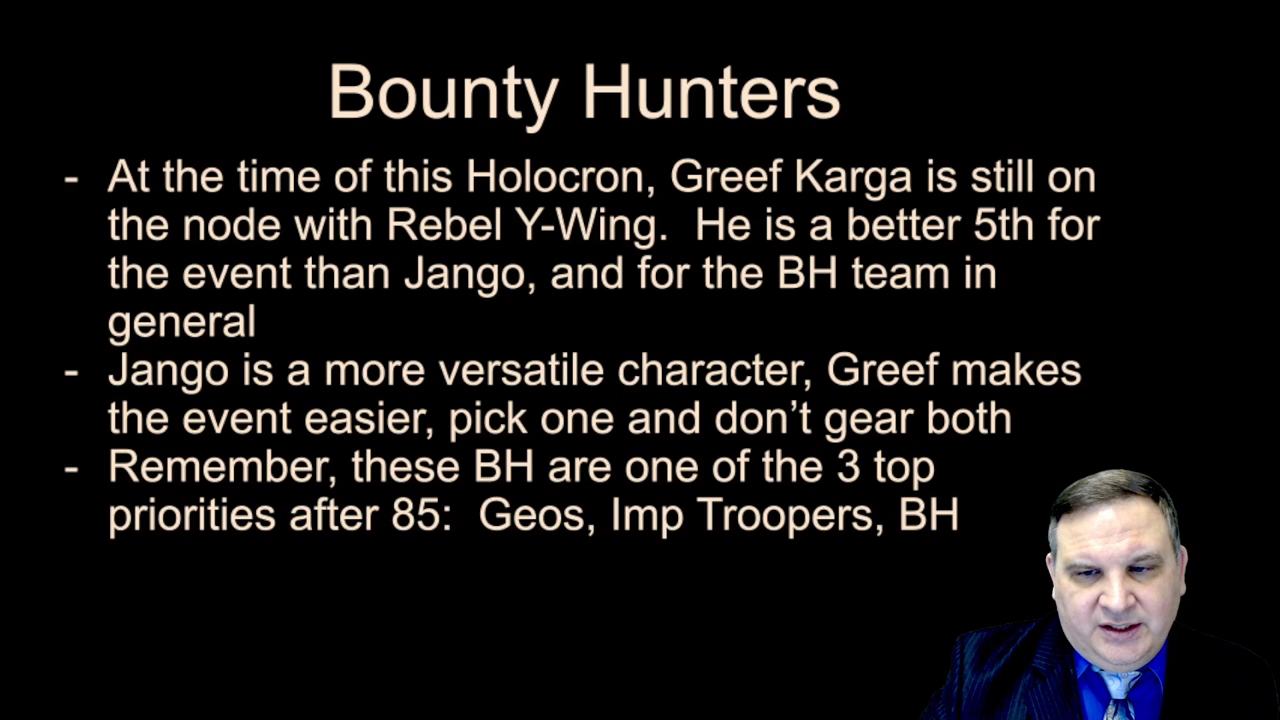 Bounty Hunters
- At the time of this Holocron, Greef Karga is still on
the node with Rebel Y-Wing.  He is a better 5th for
the event than Jango, and for the BH team in
general
- Jango is a more versatile character, Greef makes
the event easier, pick one and don’t gear both
- Remember, these BH are one of the 3 top
priorities after 85:  Geos, Imp Troopers, BH